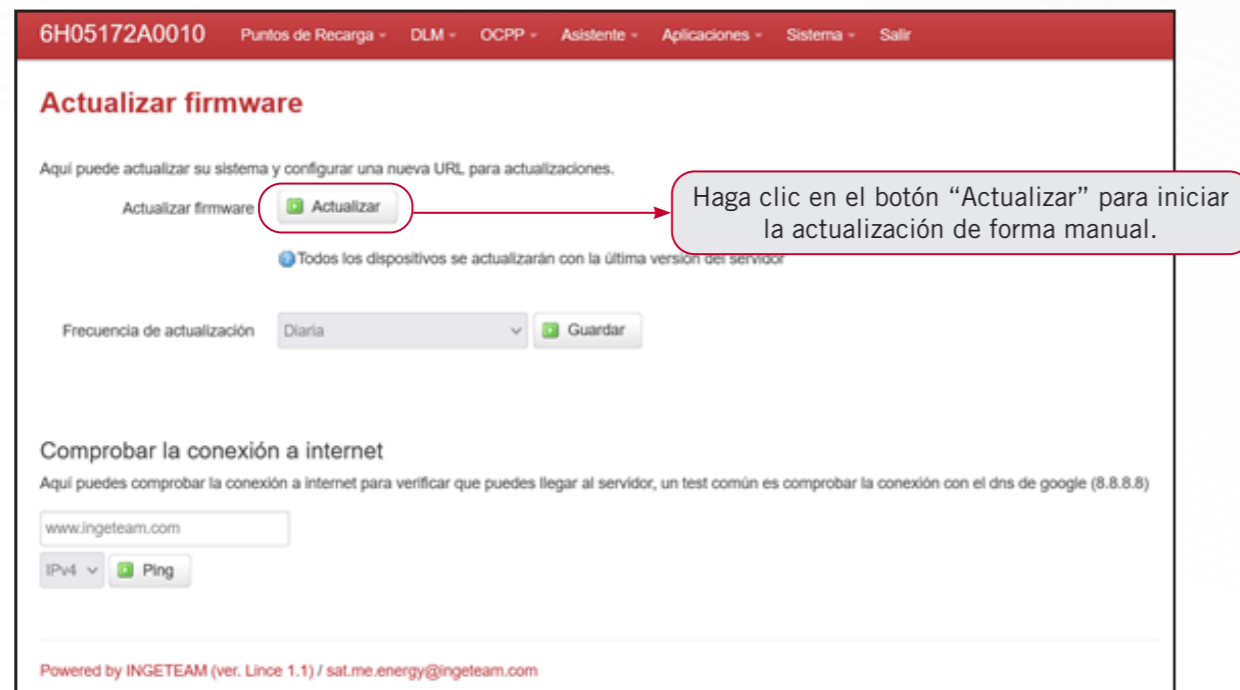 6H05172A0010 Puntos de Recarga DLM OCPP Asistente Aplicaciones Sistema Salir
Actualizar firmware
Aquí puede actualizar su sistema y configurar una nueva URL para actualizaciones.
Actualizar firmware Actualizar
Haga clic en el botón “Actualizar” para iniciar
la actualización de forma manual.
Todos los dispositivos se actualizarán con la última versión del servidor
Frecuencia de actualización Diaria Guardar
Comprobar la conexión a internet
Aquí puedes comprobar la conexión a internet para verificar que puedes llegar al servidor, un test común es comprobar la conexión con el dns de google (8.8.8.8)
www.ingeteam.com
IPv4 Ping
Powered by INGETEAM (ver. Lince 1.1) / sat.me.energy@ingeteam.com